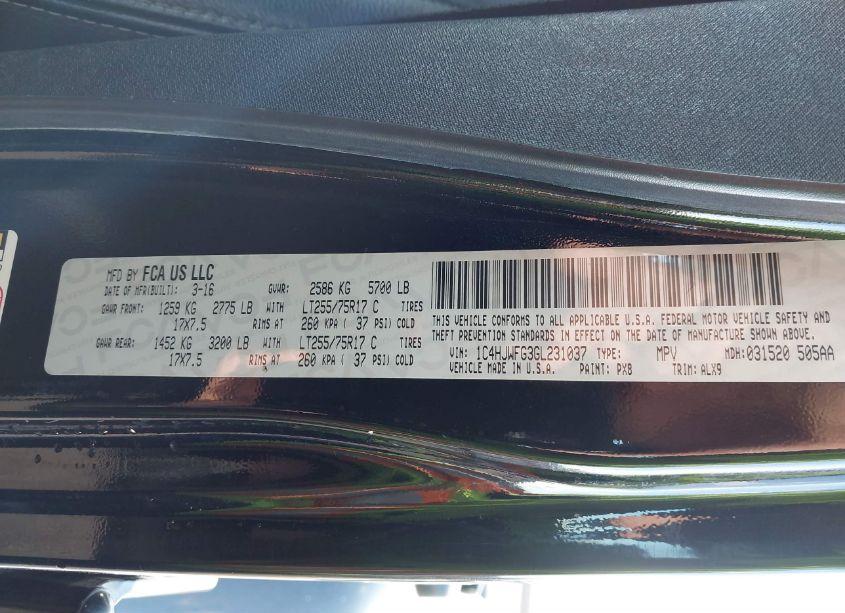 MFD BY FCA US LLC
DATE OF MFR(BUILT): 3-16 GVWR: 2586 KG 5700 LB
GAWR FRONT: 1259 KG 2775 LB WITH LT255/75R17 C TIRES
17X7.5 RIMS AT 260 KPA ( 37 PSI) COLD
GAWR REAR: 1452 KG 3200 LB WITH LT255/75R17 C TIRES
17X7.5 RIMS AT 260 KPA ( 37 PSI) COLD
THIS VEHICLE CONFORMS TO ALL APPLICABLE U.S.A. FEDERAL MOTOR VEHICLE SAFETY AND
THEFT PREVENTION STANDARDS IN EFFECT ON THE DATE OF MANUFACTURE SHOWN ABOVE.
VIN: 1C4HJWFG3GL231037 TYPE: MPV MDH:031520 505AA
VEHICLE MADE IN U.S.A. PAINT: PX8 TRIM: ALX9